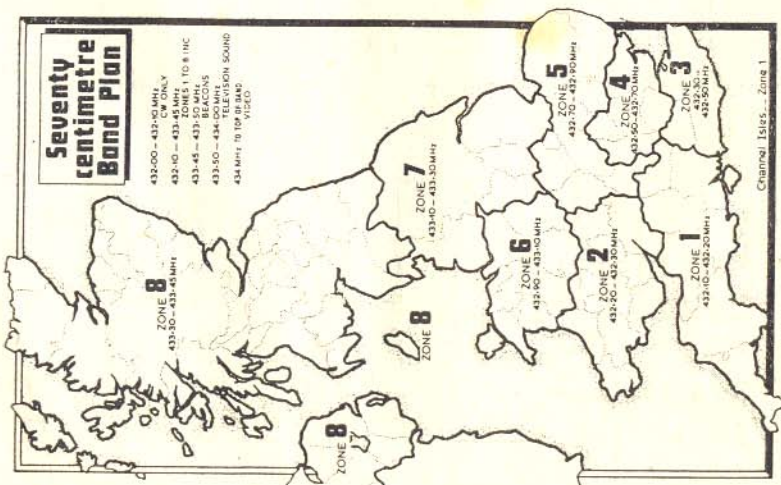 Seventy
centimetre
Band Plan
432·00 – 432·10 MHz
CW ONLY
432·10 – 433·45 MHz
ZONES 1 TO 8 INC
433·45 – 433·50 MHz
BEACONS
433·50 – 434·00 MHz
TELEVISION SOUND
434 MHz TO TOP OF BAND
VIDEO
ZONE 8
433·30 – 433·45 MHz
ZONE 8
ZONE 8
ZONE 7
433·10 – 433·30 MHz
ZONE 6
432·90 – 433·10 MHz
ZONE 5
432·70 – 432·90 MHz
ZONE 2
432·20 – 432·30 MHz
ZONE 4
432·50 – 432·70 MHz
ZONE 1
432·10 – 432·20 MHz
ZONE 3
432·30 –
432·50 MHz
Channel Isles.. Zone 1